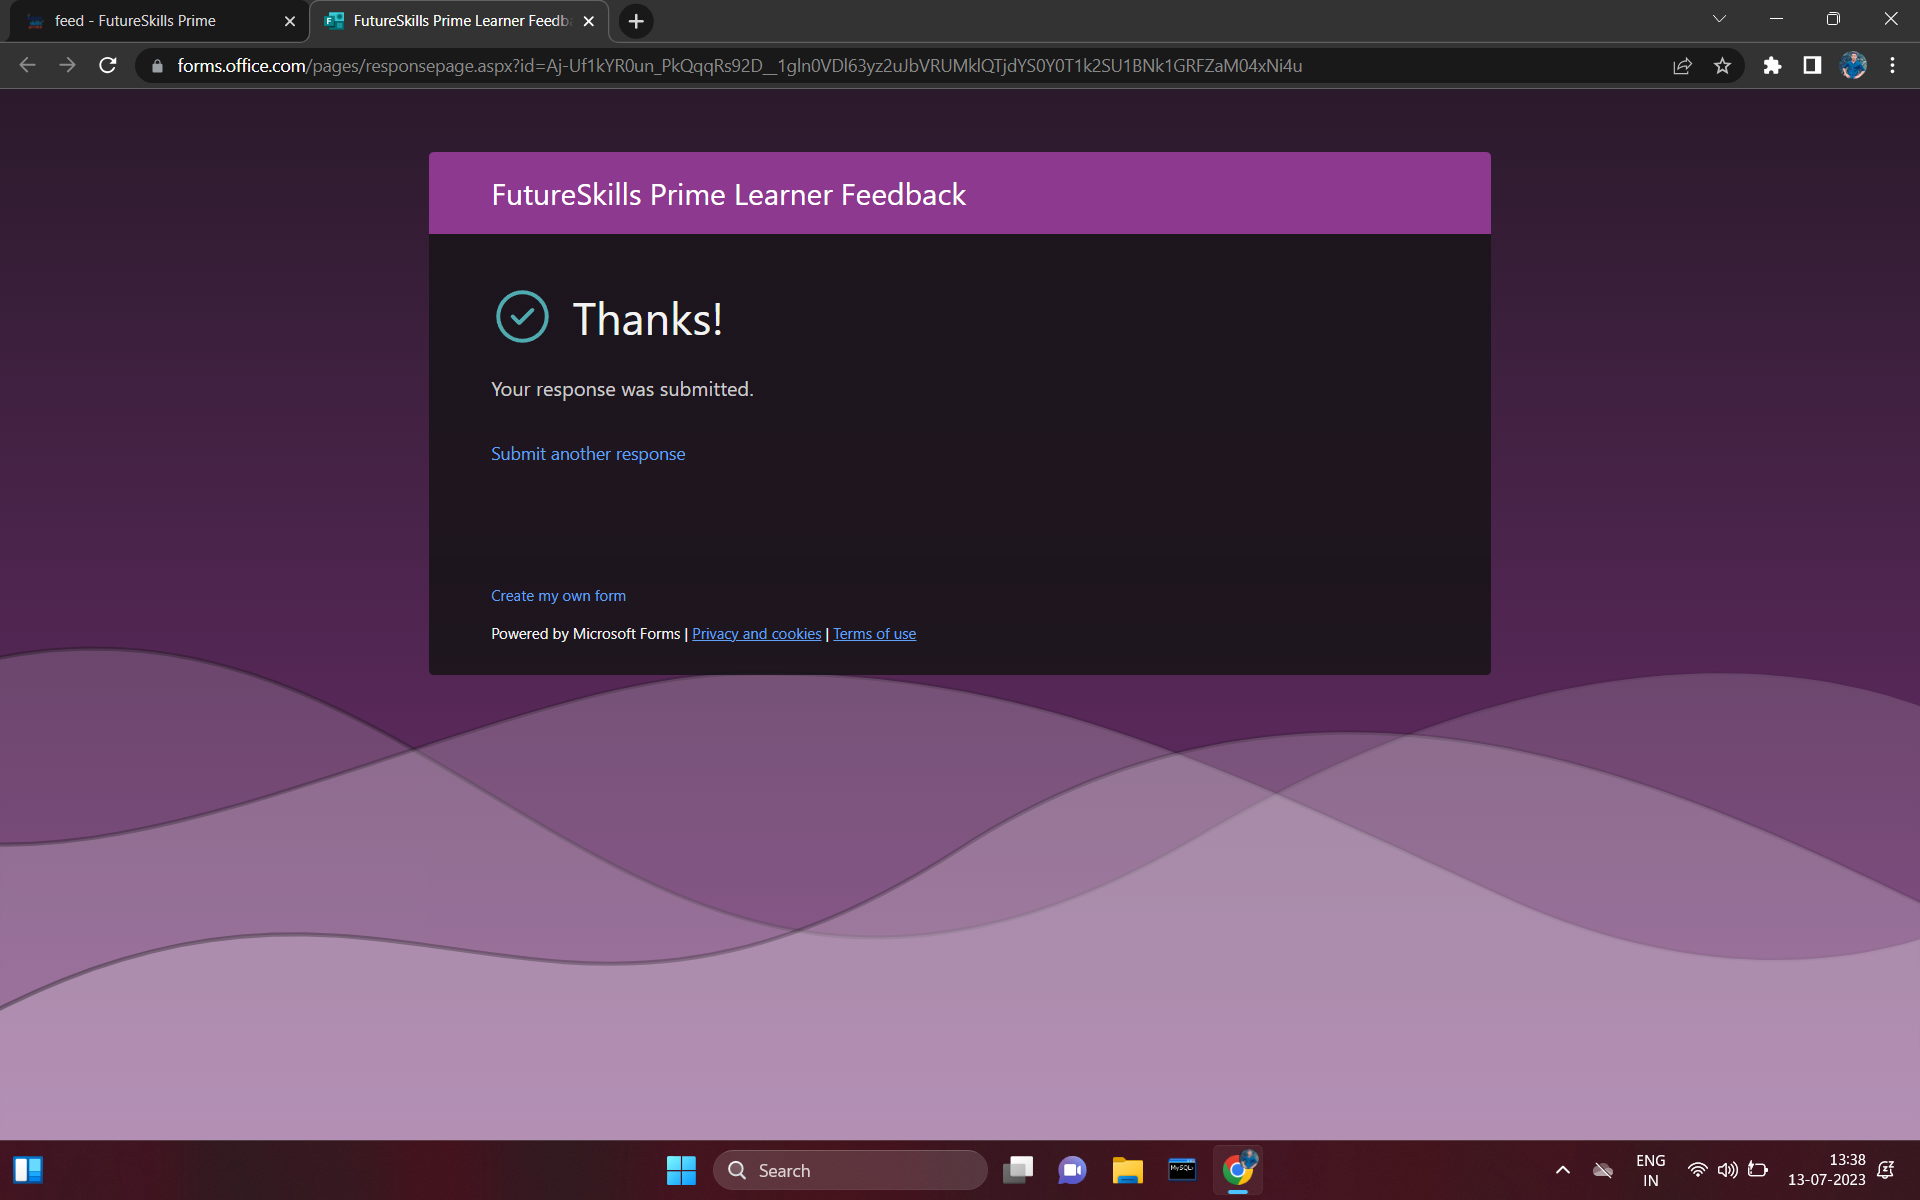 feed - FutureSkills Prime
FutureSkills Prime Learner Feedb
forms.office.com/pages/responsepage.aspx?id=Aj-Uf1kYR0un_PkQqqRs92D__1gln0VDl63yz2uJbVRUMklQTjdYS0Y0T1k2SU1BNk1GRFZaM04xNi4u
FutureSkills Prime Learner Feedback
Thanks!
Your response was submitted.
Submit another response
Create my own form
Powered by Microsoft Forms | Privacy and cookies | Terms of use
Search
MySQL
ENG
IN
13:38
13-07-2023